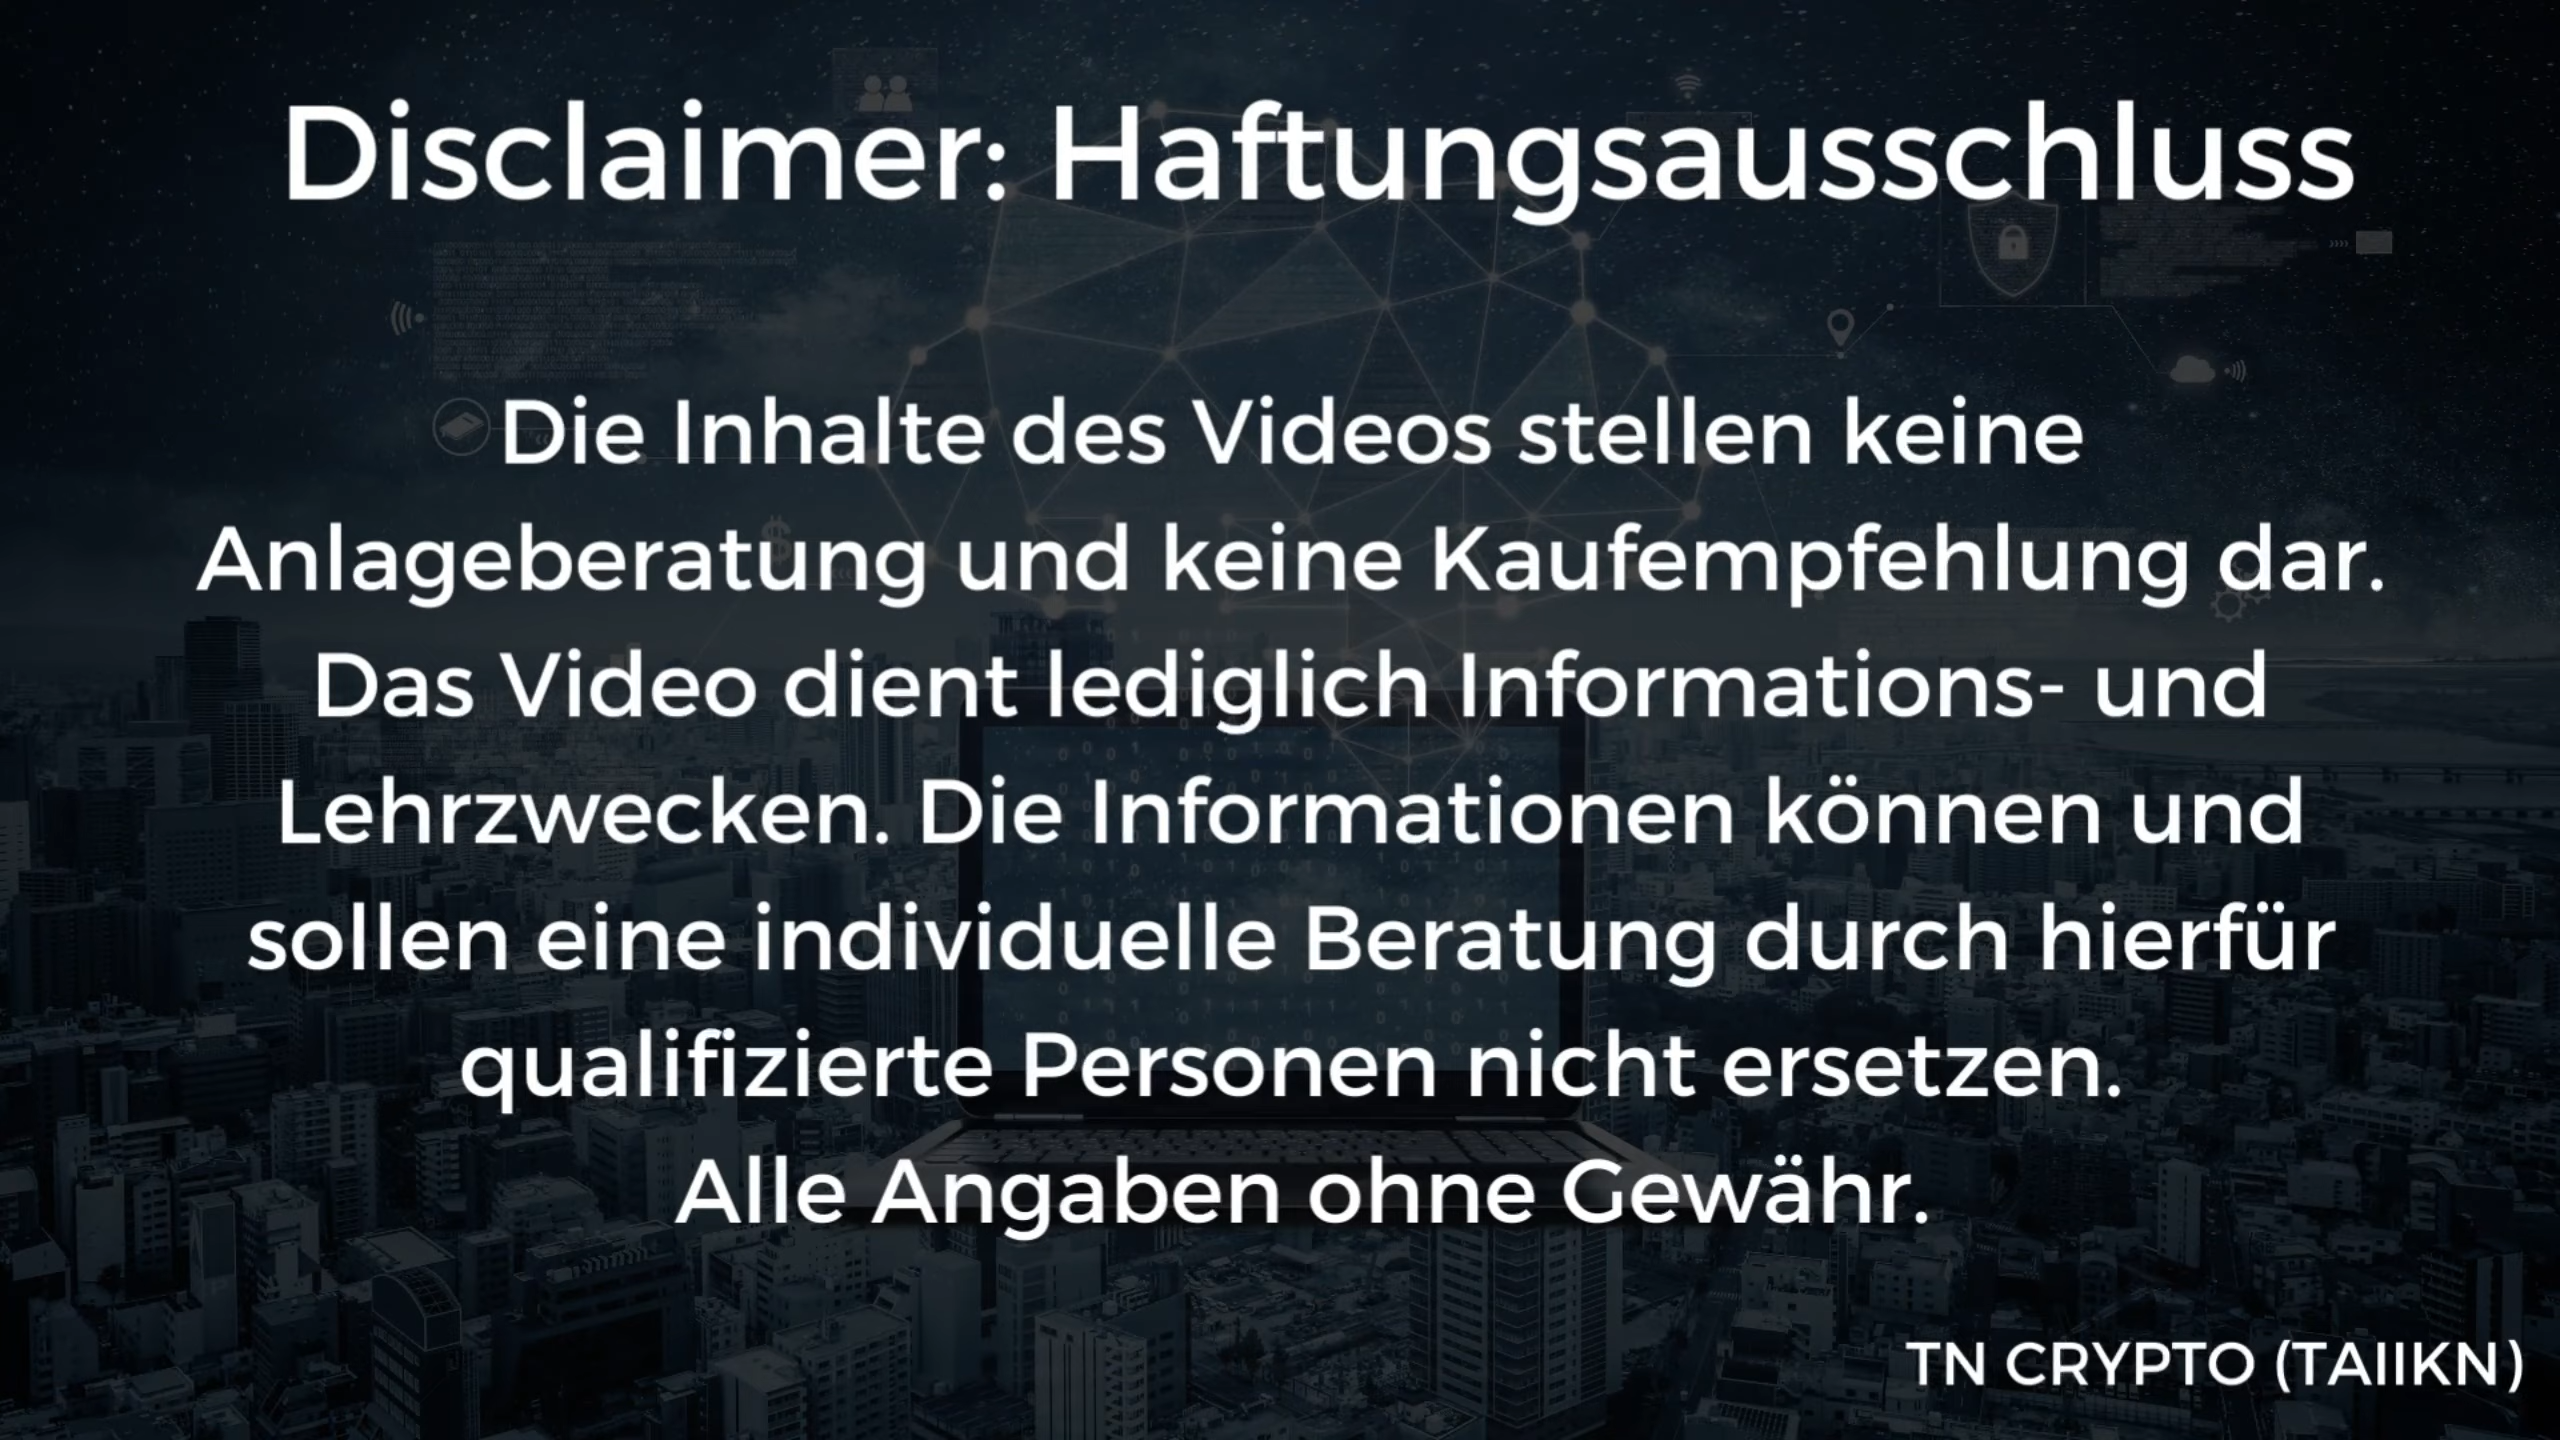 Disclaimer: Haftungsausschluss
Die Inhalte des Videos stellen keine
Anlageberatung und keine Kaufempfehlung dar.
Das Video dient lediglich Informations- und
Lehrzwecken. Die Informationen können und
sollen eine individuelle Beratung durch hierfür
qualifizierte Personen nicht ersetzen.
Alle Angaben ohne Gewähr.
TN CRYPTO (TAIIKN)